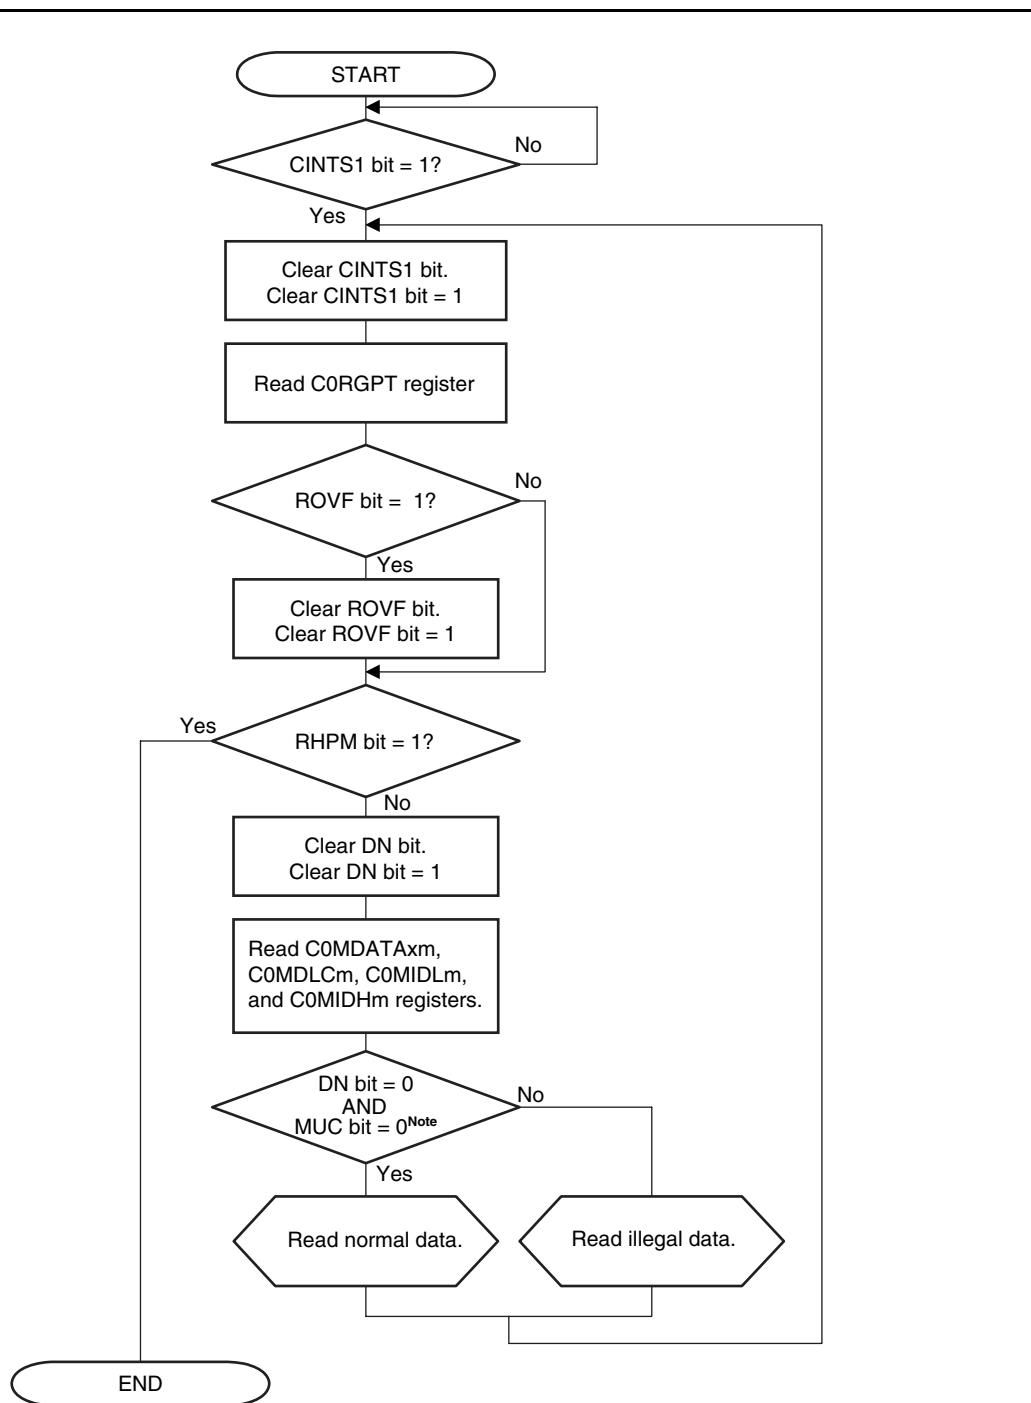 START
No
CINTS1 bit = 1?
Yes
Clear CINTS1 bit.
Clear CINTS1 bit = 1
Read C0RGPT register
No
ROVF bit = 1?
Yes
Clear ROVF bit.
Clear ROVF bit = 1
Yes
RHPM bit = 1?
No
Clear DN bit.
Clear DN bit = 1
Read C0MDATAxm,
C0MDLCm, C0MIDLm,
and C0MIDHm registers.
DN bit = 0
No
AND
MUC bit = 0Note
Yes
Read normal data.
Read illegal data.
END